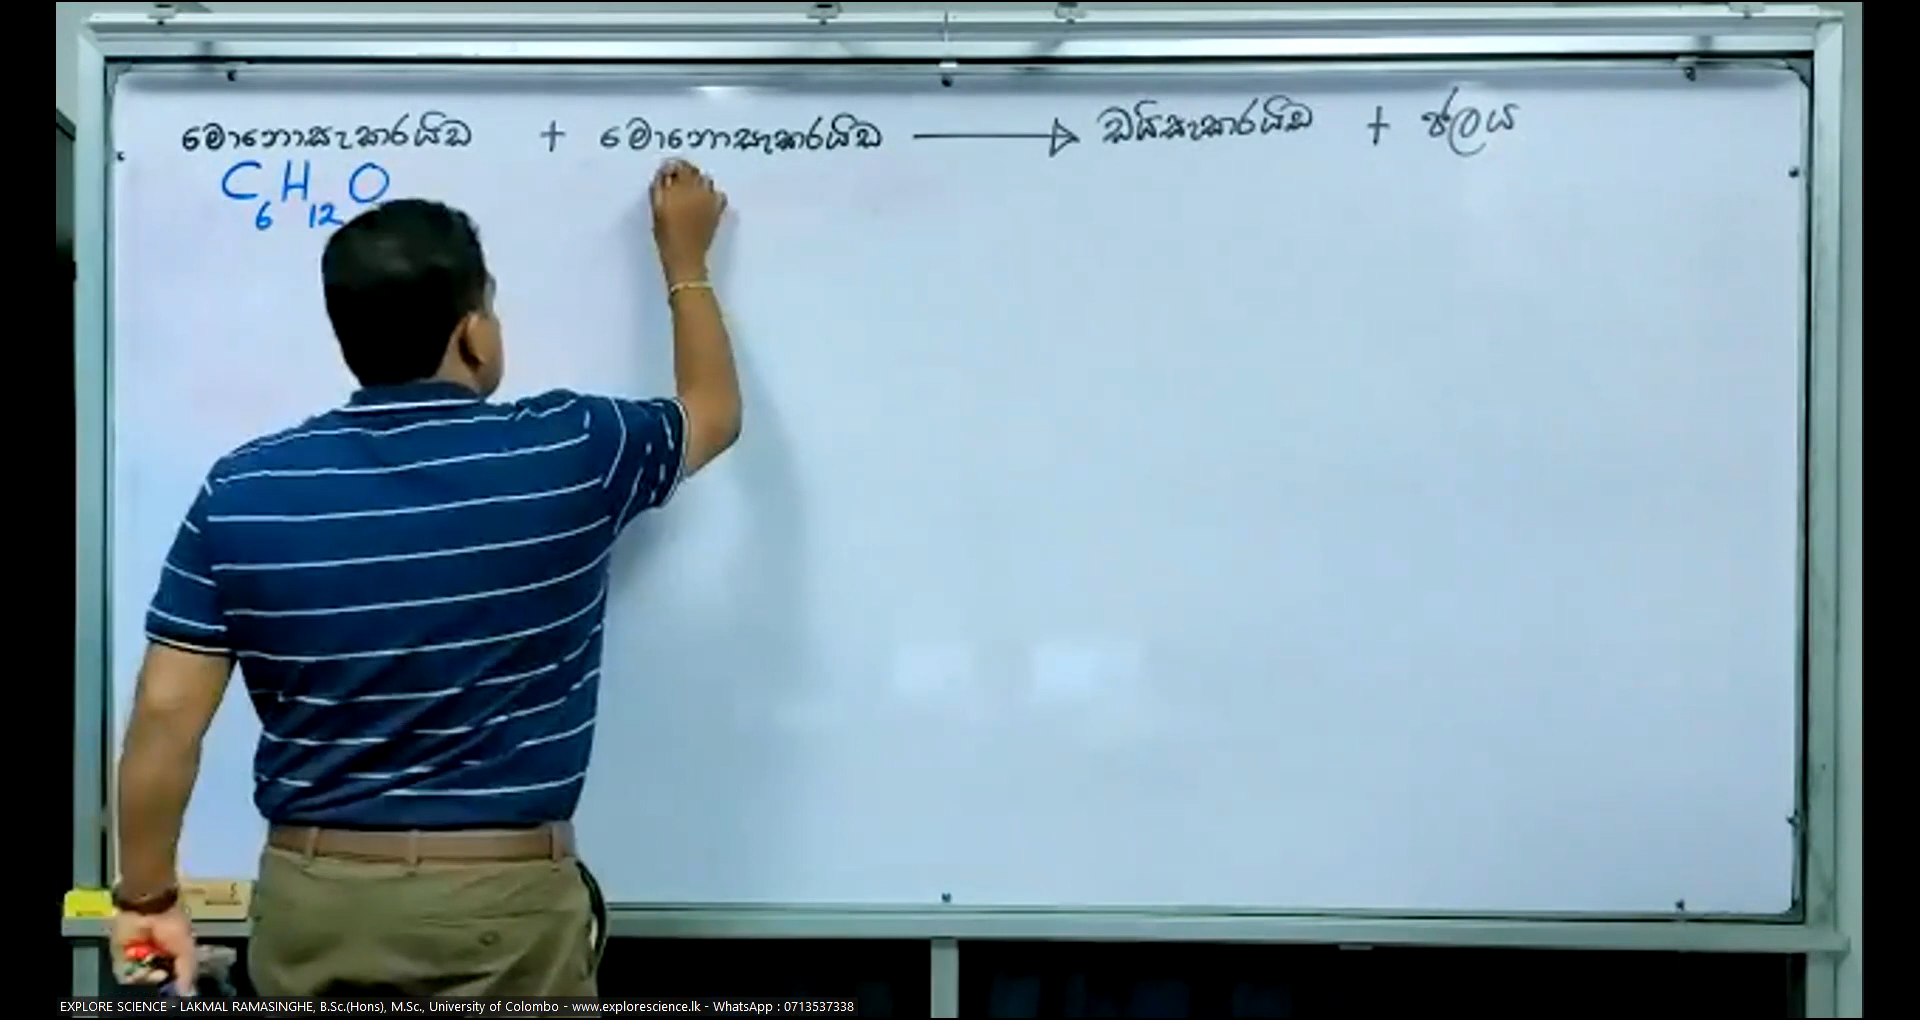 මොනොසැකරයිඩ + මොනොසැකරයිඩ → ඩයිසැකරයිඩ + ජලය
C6H12O
EXPLORE SCIENCE - LAKMAL RAMASINGHE, B.Sc.(Hons), M.Sc., University of Colombo - www.explorescience.lk - WhatsApp : 0713537338